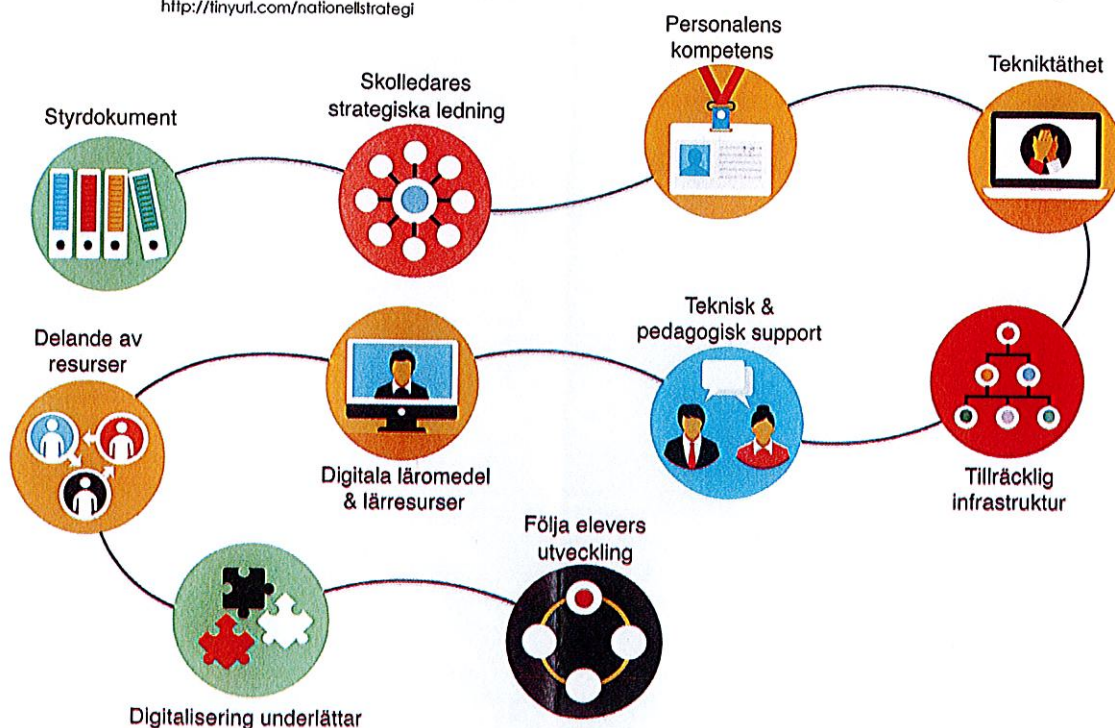 http://tinyurl.com/nationellstrategi
Styrdokument
Skolledares
strategiska ledning
Personalens
kompetens
Tekniktäthet
Tillräcklig
infrastruktur
Teknisk &
pedagogisk support
Digitala läromedel
& lärresurser
Delande av
resurser
Digitalisering underlättar
Följa elevers
utveckling